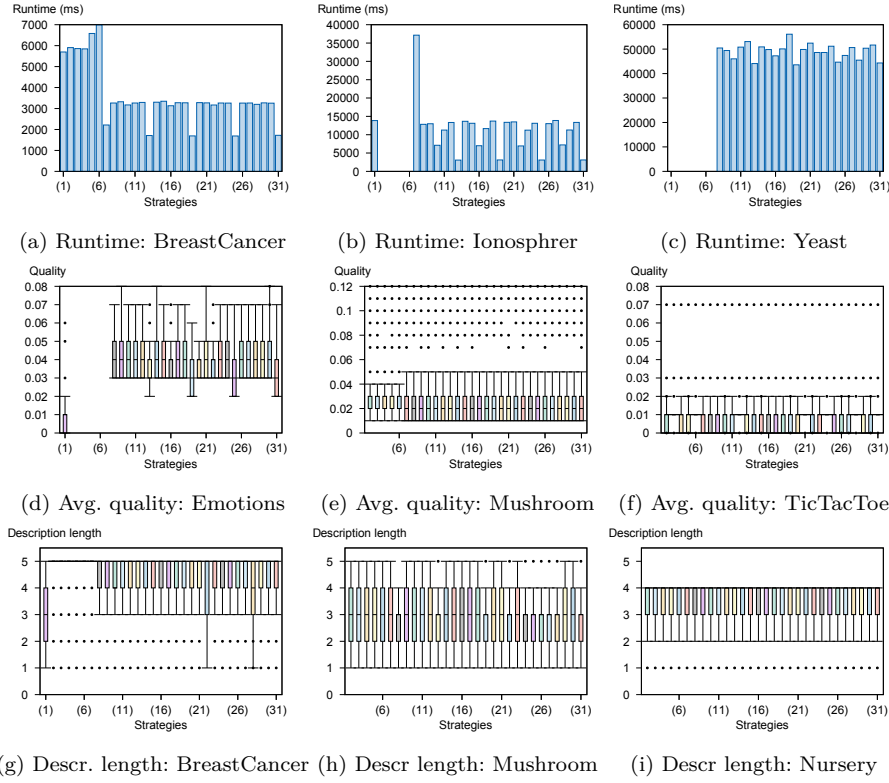 Runtime (ms) Runtime (ms) Runtime (ms)
7000
6000
5000
4000
3000
2000
1000
0
(1) (6) (11) (16) (21) (26) (31)
Strategies
40000
35000
30000
25000
20000
15000
10000
5000
0
(1) (6) (11) (16) (21) (26) (31)
Strategies
60000
50000
40000
30000
20000
10000
0
(1) (6) (11) (16) (21) (26) (31)
Strategies
(a) Runtime: BreastCancer (b) Runtime: Ionosphrer (c) Runtime: Yeast
Quality Quality Quality
0.08
0.07
0.06
0.05
0.04
0.03
0.02
0.01
0
(1) (6) (11) (16) (21) (26) (31)
Strategies
0.12
0.1
0.08
0.06
0.04
0.02
0
(6) (11) (16) (21) (26) (31)
Strategies
0.08
0.07
0.06
0.05
0.04
0.03
0.02
0.01
0
(6) (11) (16) (21) (26) (31)
Strategies
(d) Avg. quality: Emotions (e) Avg. quality: Mushroom (f) Avg. quality: TicTacToe
Description length Description length Description length
5
4
3
2
1
0
(1) (6) (11) (16) (21) (26) (31)
Strategies
5
4
3
2
1
0
(6) (11) (16) (21) (26) (31)
Strategies
5
4
3
2
1
0
(6) (11) (16) (21) (26) (31)
Strategies
(g) Descr. length: BreastCancer (h) Descr length: Mushroom (i) Descr length: Nursery